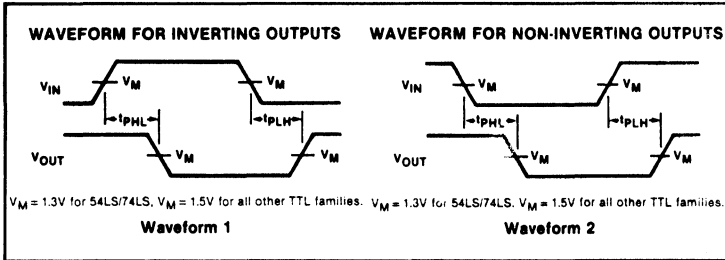 WAVEFORM FOR INVERTING OUTPUTS
VIN
VM
VM
tPHL
tPLH
VOUT
VM
VM
VM = 1.3V for 54LS/74LS, VM = 1.5V for all other TTL families.
Waveform 1
WAVEFORM FOR NON-INVERTING OUTPUTS
VIN
VM
VM
tPHL
tPLH
VOUT
VM
VM
VM = 1.3V for 54LS/74LS. VM = 1.5V for all other TTL families.
Waveform 2